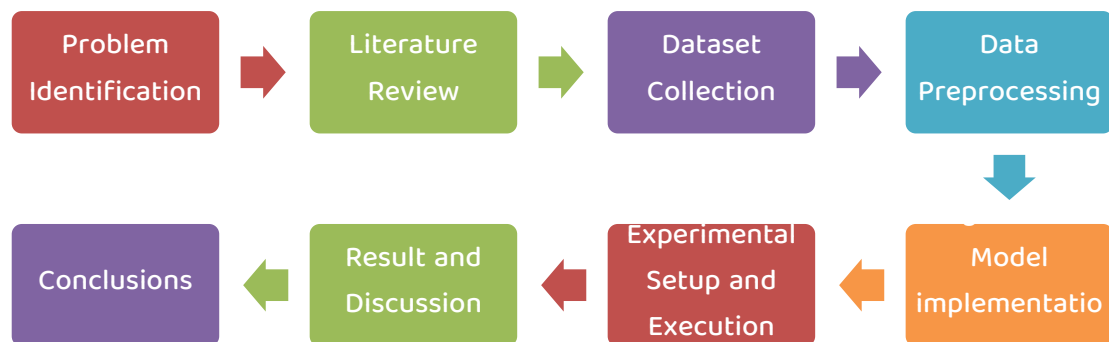 Problem
Identification
Literature
Review
Dataset
Collection
Data
Preprocessing
Model
implementatio
Experimental
Setup and
Execution
Result and
Discussion
Conclusions